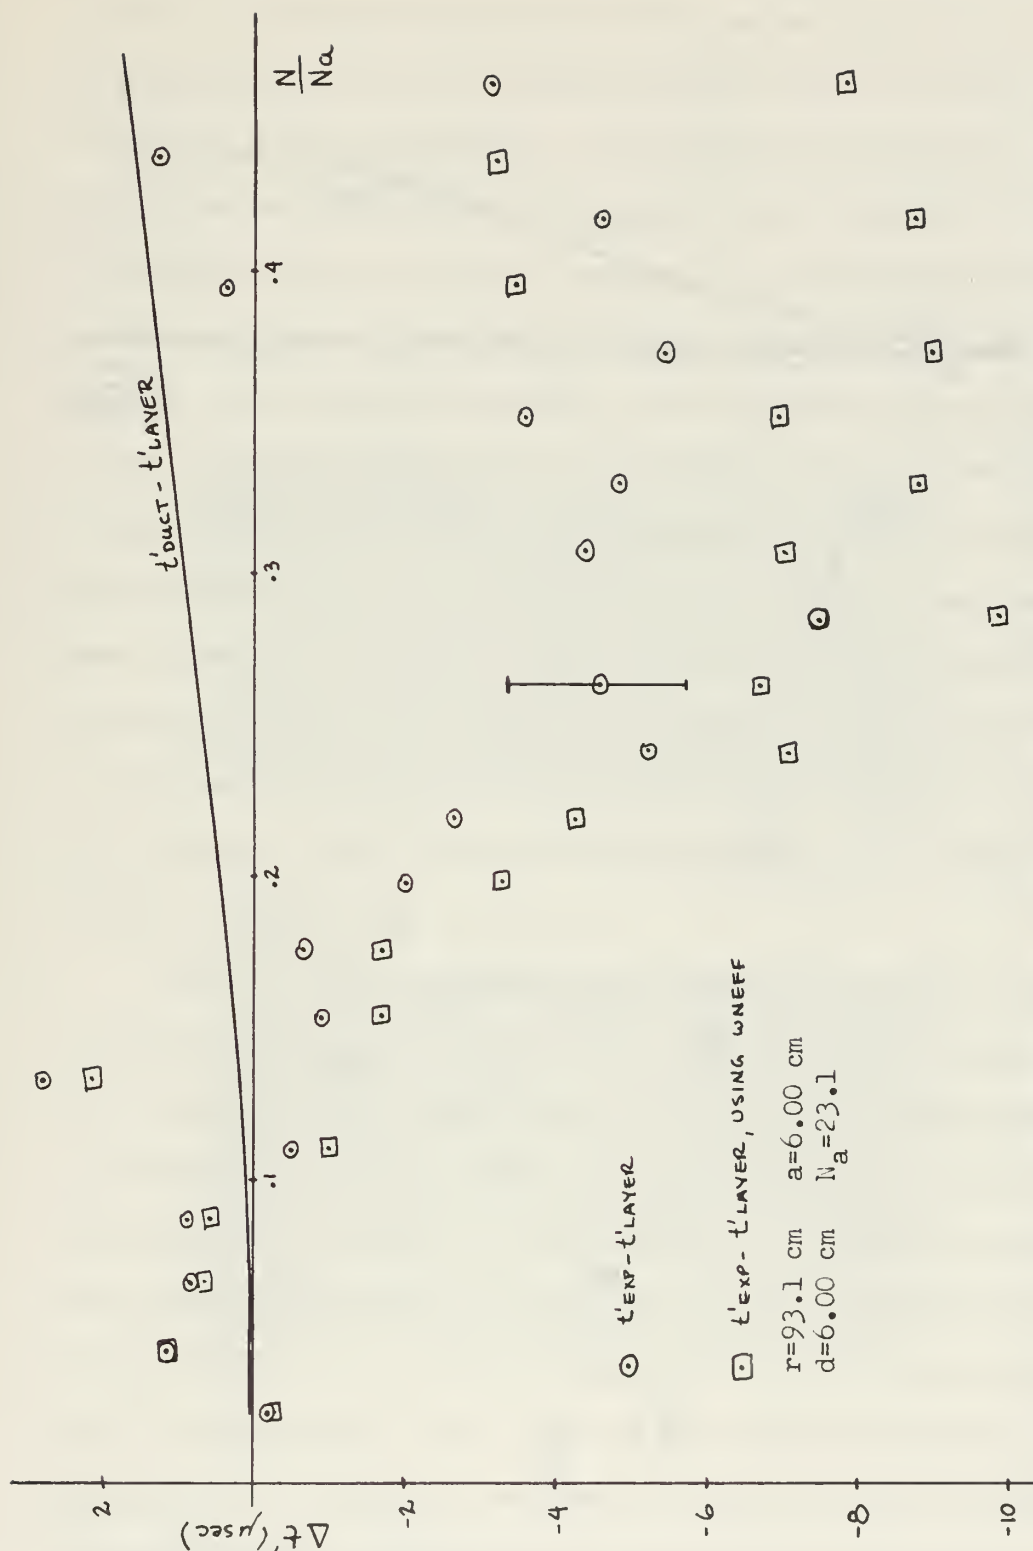 Δt'(μsec)
2
-2
-4
-6
-8
-10
.1
.2
.3
.4
N
Na
t'DUCT - t'LAYER
⊙ t'EXP - t'LAYER
⊡ t'EXP - t'LAYER, USING WNEFF
r=93.1 cm a=6.00 cm
d=6.00 cm Na=23.1